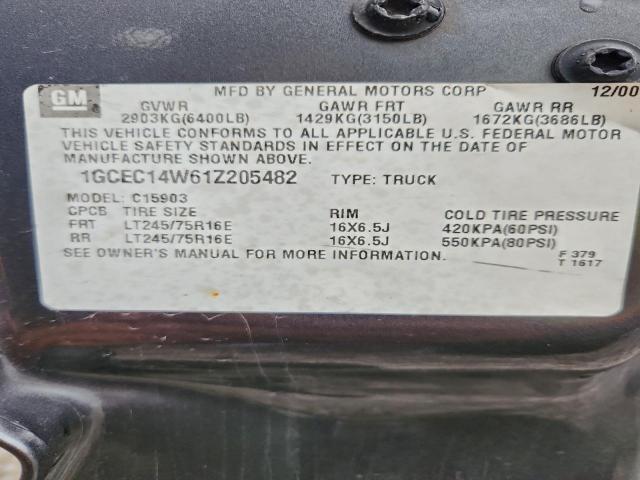 GM MFD BY GENERAL MOTORS CORP 12/00
GVWR GAWR FRT GAWR RR
2903KG(6400LB) 1429KG(3150LB) 1672KG(3686LB)
THIS VEHICLE CONFORMS TO ALL APPLICABLE U.S. FEDERAL MOTOR
VEHICLE SAFETY STANDARDS IN EFFECT ON THE DATE OF
MANUFACTURE SHOWN ABOVE.
1GCEC14W61Z205482 TYPE: TRUCK
MODEL: C15903
CPCB TIRE SIZE RIM COLD TIRE PRESSURE
FRT LT245/75R16E 16X6.5J 420KPA(60PSI)
RR LT245/75R16E 16X6.5J 550KPA(80PSI)
SEE OWNER'S MANUAL FOR MORE INFORMATION. F 379
T 1617